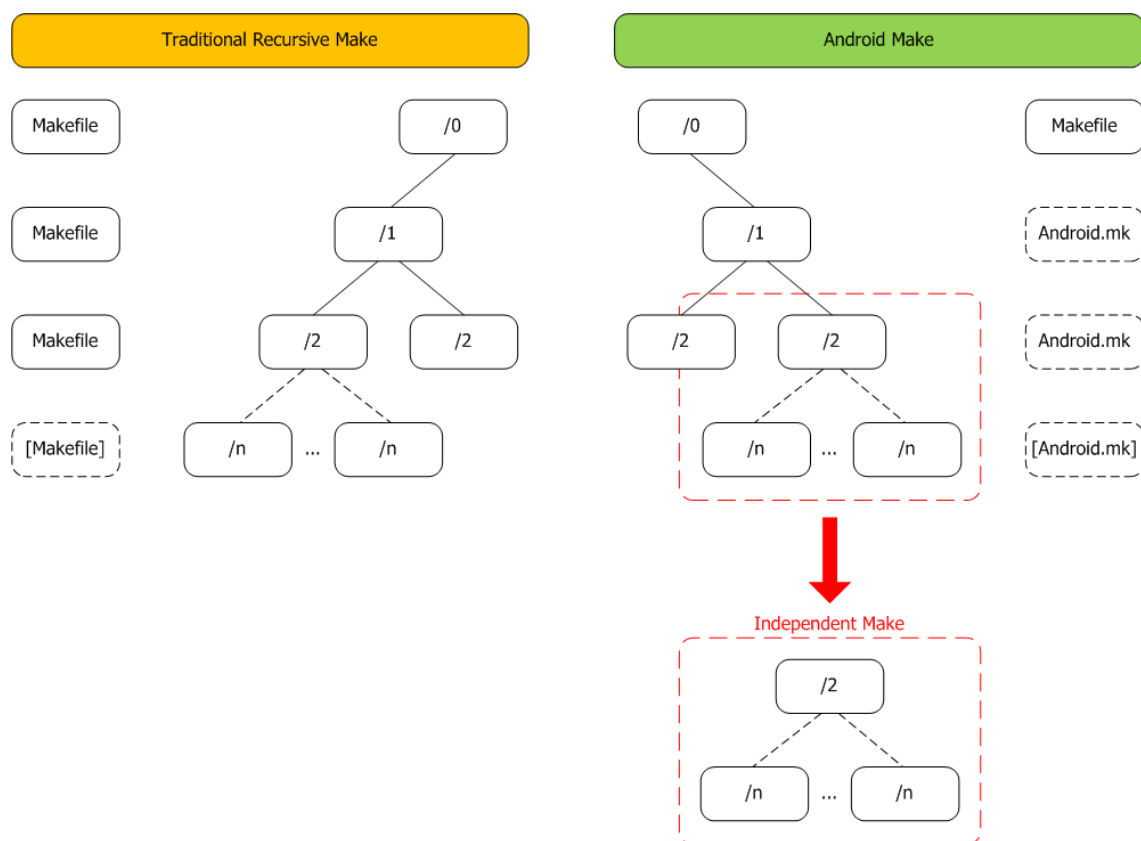 Traditional Recursive Make
Android Make
Makefile
/0
/0
Makefile
Makefile
/1
/1
Android.mk
Makefile
/2
/2
/2
/2
Android.mk
[Makefile]
/n
...
/n
/n
...
/n
[Android.mk]
Independent Make
/2
/n
...
/n